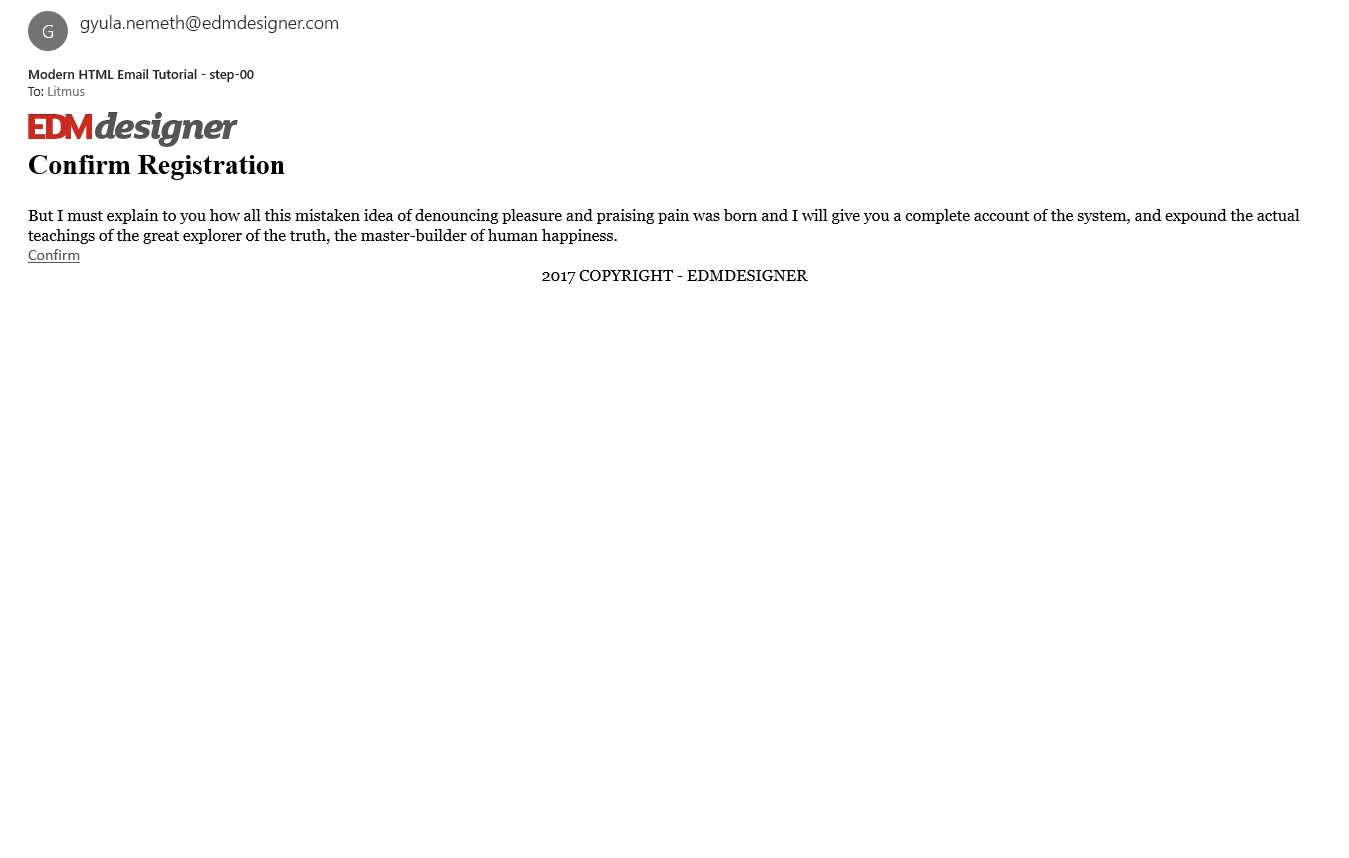 G
gyula.nemeth@edmdesigner.com
Modern HTML Email Tutorial - step-00
To: Litmus
EDMdesigner
Confirm Registration
But I must explain to you how all this mistaken idea of denouncing pleasure and praising pain was born and I will give you a complete account of the system, and expound the actual
teachings of the great explorer of the truth, the master-builder of human happiness.
Confirm
2017 COPYRIGHT - EDMDESIGNER